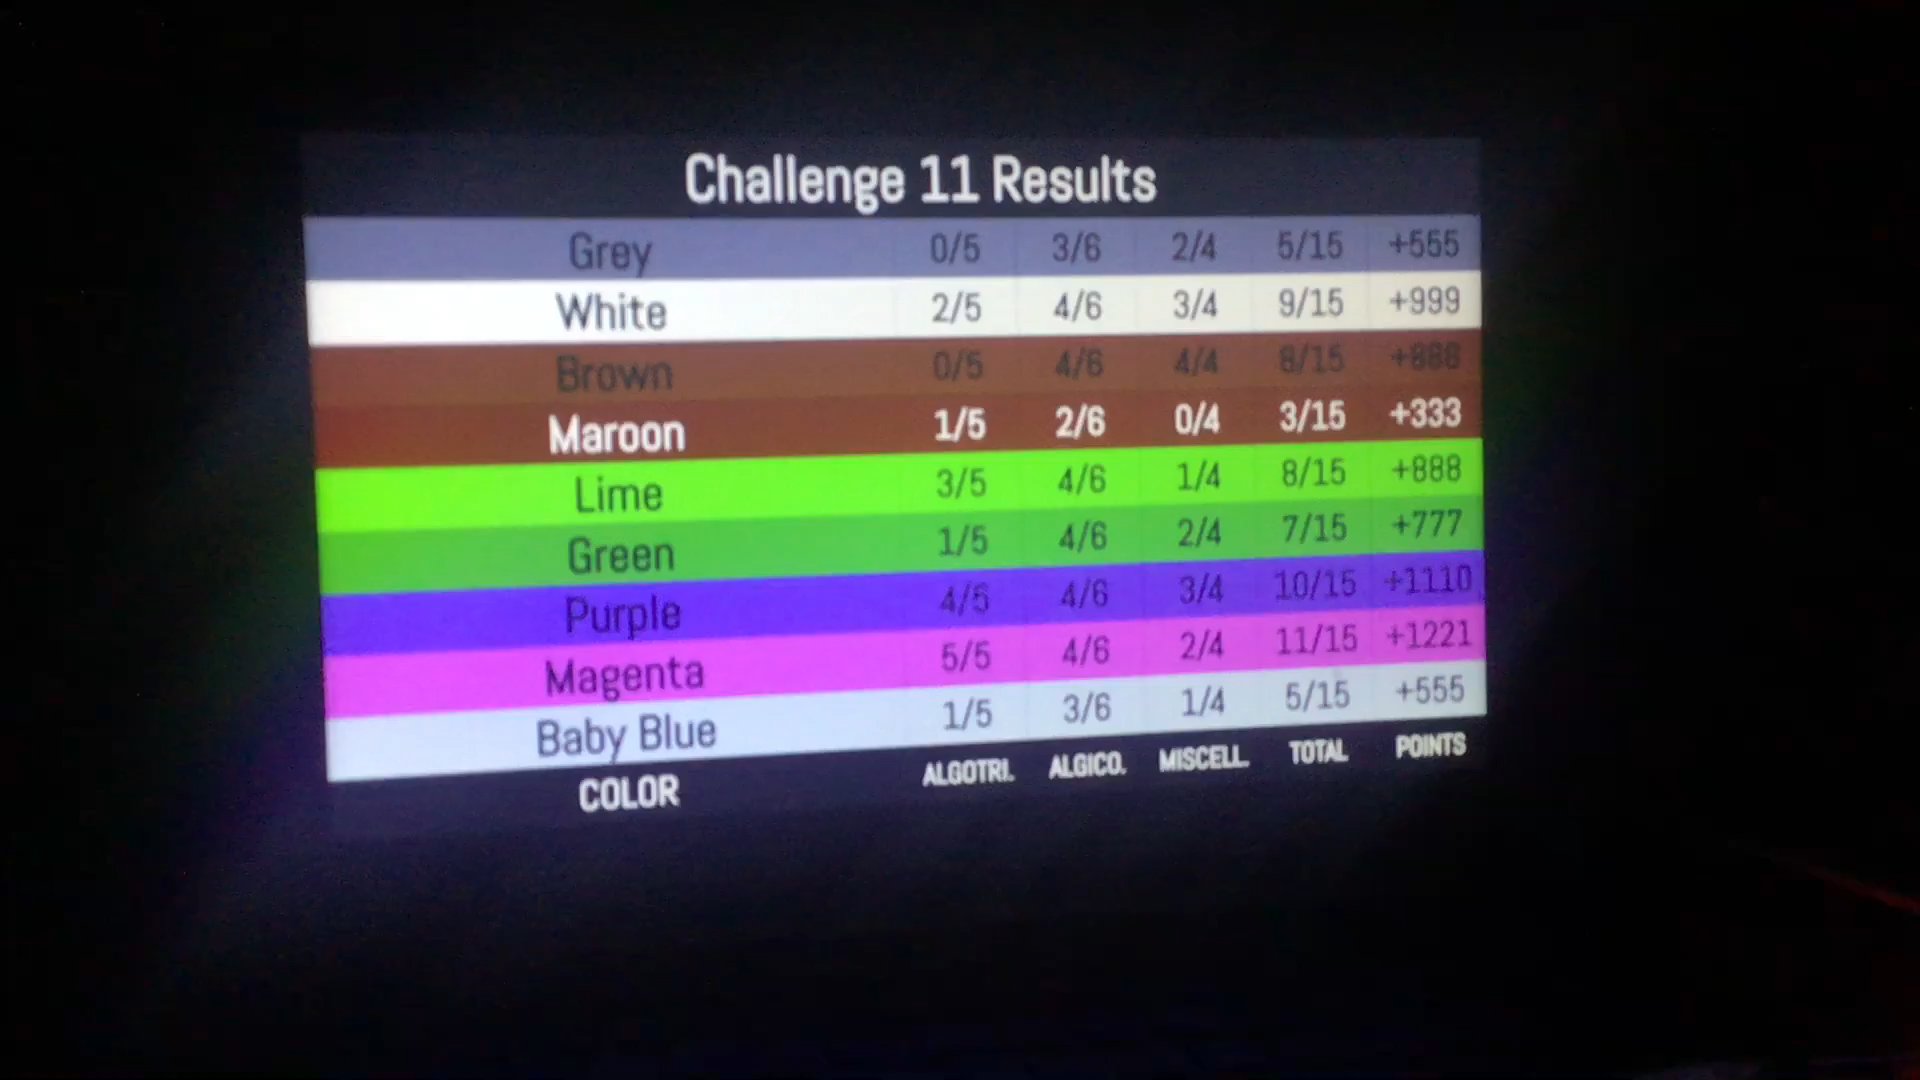 Challenge 11 Results
Grey 0/5 3/6 2/4 5/15 +555
White 2/5 4/6 3/4 9/15 +999
Brown 0/5 4/6 4/4 8/15 +888
Maroon 1/5 2/6 0/4 3/15 +333
Lime 3/5 4/6 1/4 8/15 +888
Green 1/5 4/6 2/4 7/15 +777
Purple 4/5 4/6 3/4 10/15 +1110
Magenta 5/5 4/6 2/4 11/15 +1221
Baby Blue 1/5 3/6 1/4 5/15 +555
COLOR ALGOTRI. ALGICO. MISCELL. TOTAL POINTS